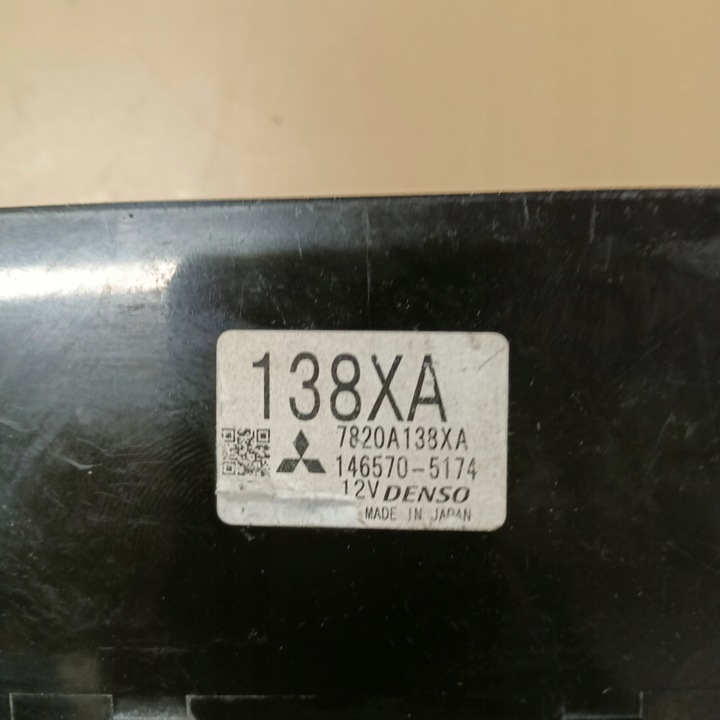 138XA
7820A138XA
146570-5174
12V DENSO
MADE IN JAPAN